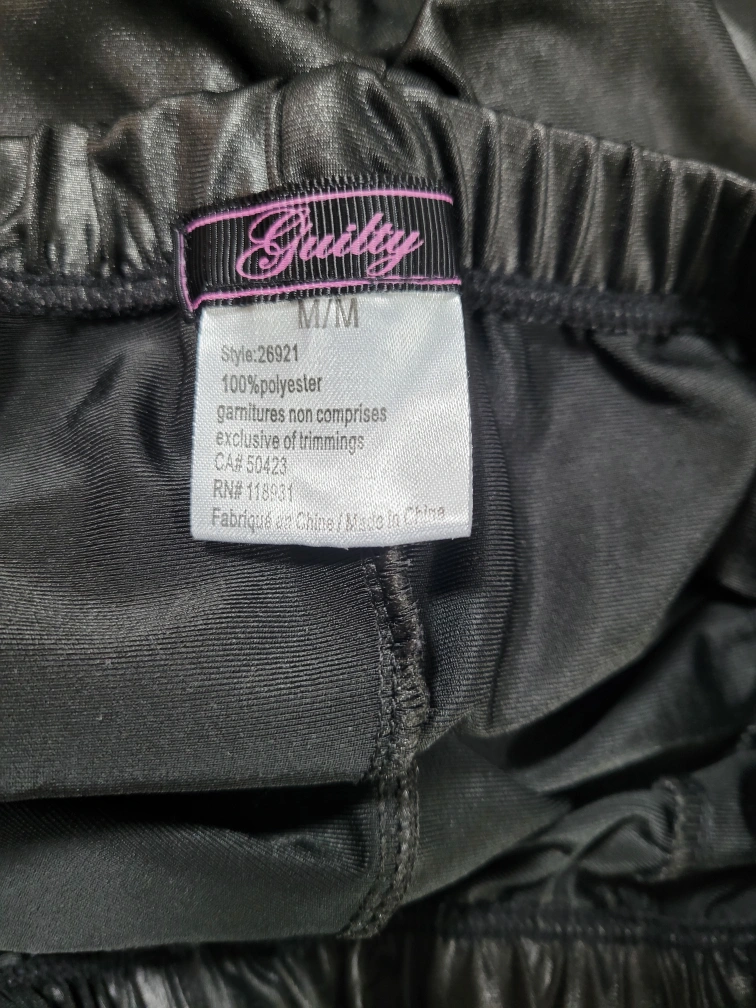 Guilty
M/M
Style:26921
100%polyester
garnitures non comprises
exclusive of trimmings
CA# 50423
RN# 118931
Fabriqué en Chine / Made in China